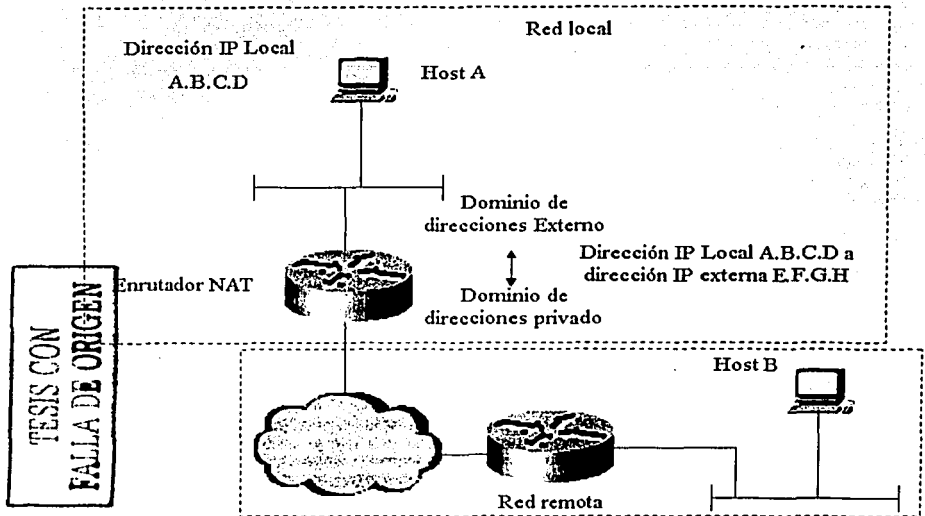 Red local
Dirección IP Local
A.B.C.D
Host A
Dominio de
direcciones Externo
Dirección IP Local A.B.C.D a
dirección IP externa E.F.G.H
Enrutador NAT
Dominio de
direcciones privado
TESIS CON
FALLA DE ORIGEN
Host B
Red remota